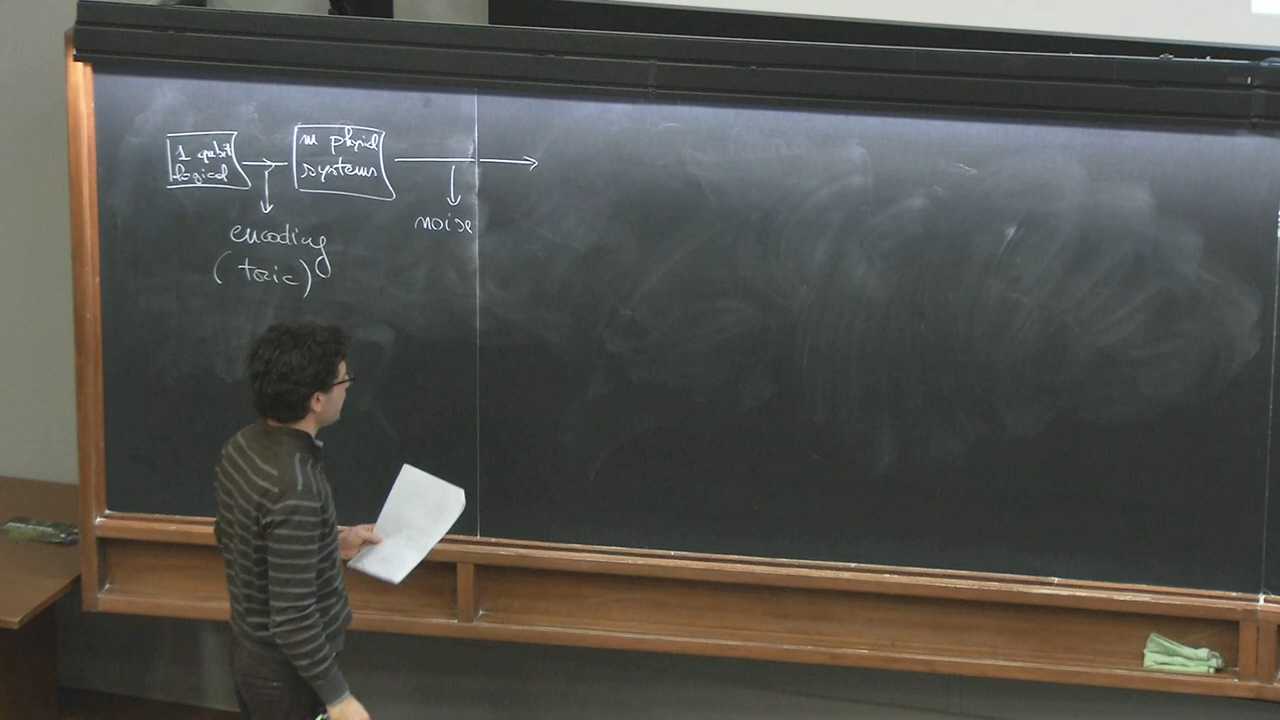 1 qubit
logical
m physical
systems
encoding
(toric)
noise